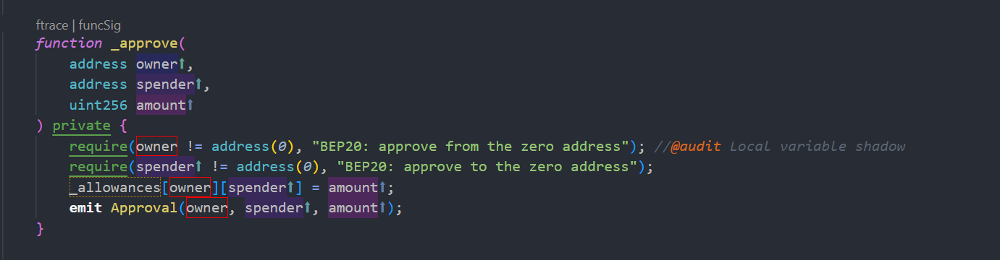 ftrace | funcSig
function _approve(
    address owner⬆,
    address spender⬆,
    uint256 amount⬆
) private {
    require(owner != address(0), "BEP20: approve from the zero address"); //@audit Local variable shadow
    require(spender⬆ != address(0), "BEP20: approve to the zero address");
    _allowances[owner][spender⬆] = amount⬆;
    emit Approval(owner, spender⬆, amount⬆);
}